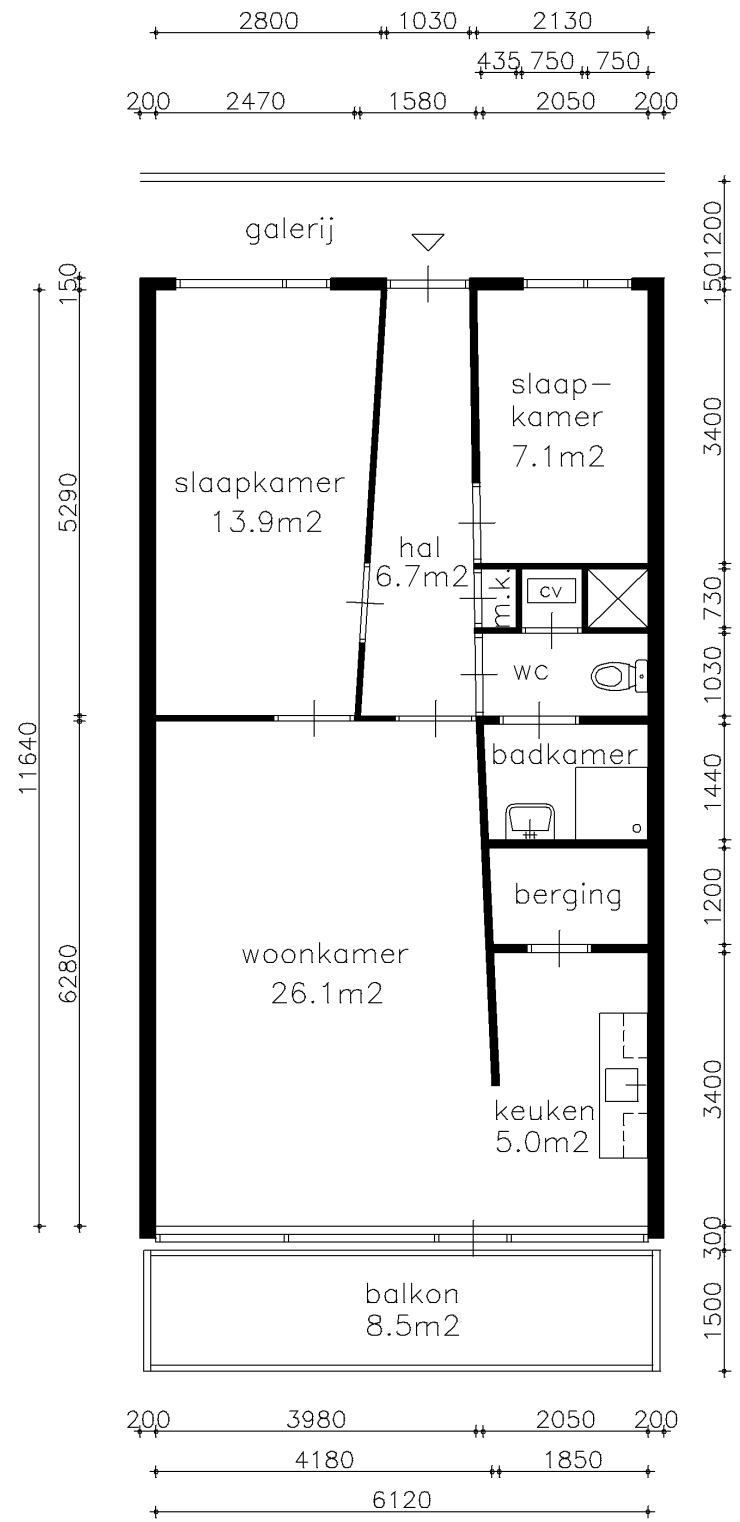 2800 1030 2130
435 750 750
200 2470 1580 2050 200
galerij
1200
150
150
slaap-
kamer
7.1m2
3400
slaapkamer
13.9m2
5290
hal
6.7m2
m.k.
cv
730
wc
1030
11640
badkamer
1440
berging
1200
woonkamer
26.1m2
6280
keuken
5.0m2
3400
300
balkon
8.5m2
1500
200 3980 2050 200
4180 1850
6120